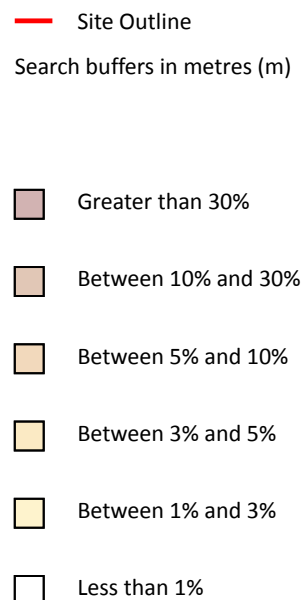 Site Outline
Search buffers in metres (m)
Greater than 30%
Between 10% and 30%
Between 5% and 10%
Between 3% and 5%
Between 1% and 3%
Less than 1%